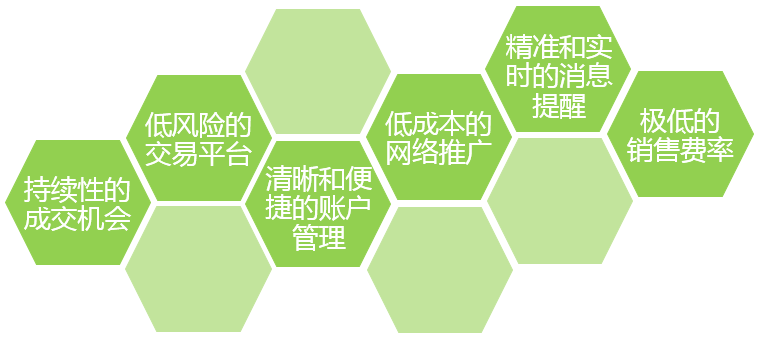 持续性的
成交机会
低风险的
交易平台
清晰和便
捷的账户
管理
低成本的
网络推广
精准和实
时的消息
提醒
极低的
销售费率